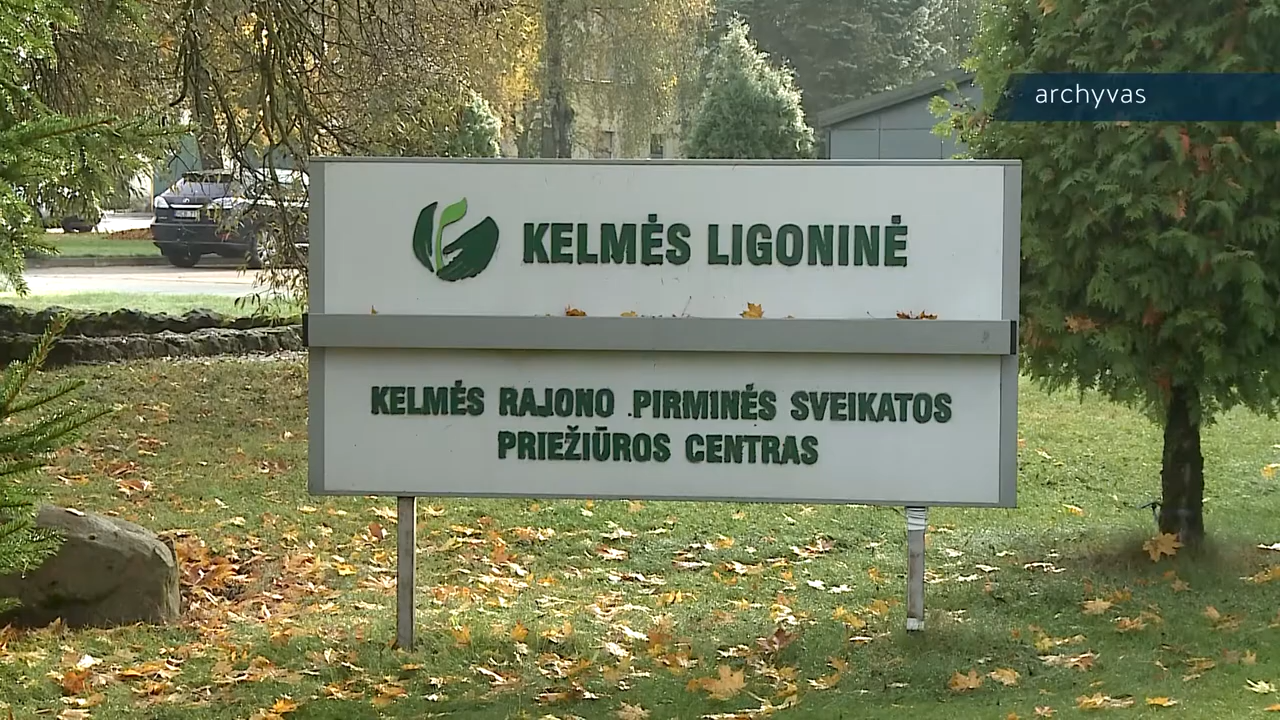 archyvas
KELMĖS LIGONINĖ
KELMĖS RAJONO PIRMINĖS SVEIKATOS
PRIEŽIŪROS CENTRAS